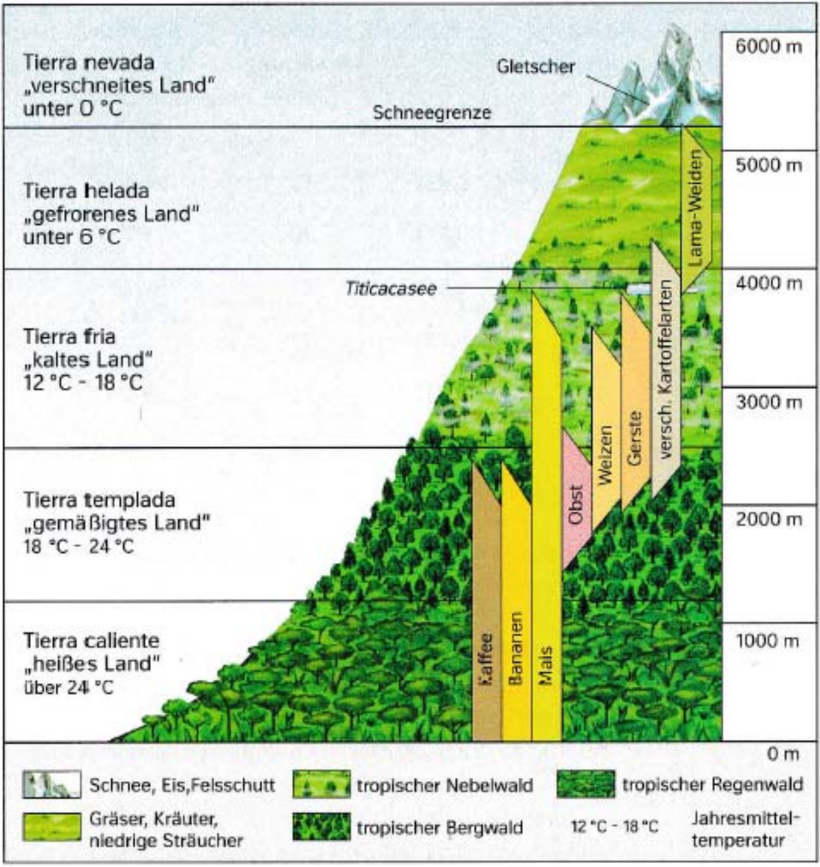 Tierra nevada
„verschneites Land“
unter 0 °C
Gletscher
Schneegrenze
6000 m
5000 m
Tierra helada
„gefrorenes Land“
unter 6 °C
Lama-Weiden
4000 m
Titicacasee
Tierra fria
„kaltes Land“
12 °C - 18 °C
3000 m
versch. Kartoffelarten
Gerste
Weizen
Obst
Tierra templada
„gemäßigtes Land“
18 °C - 24 °C
2000 m
Tierra caliente
„heißes Land“
über 24 °C
Kaffee
Bananen
Mais
1000 m
0 m
Schnee, Eis,Felsschutt
tropischer Nebelwald
tropischer Regenwald
Gräser, Kräuter,
niedrige Sträucher
tropischer Bergwald
12 °C - 18 °C
Jahresmittel-
temperatur